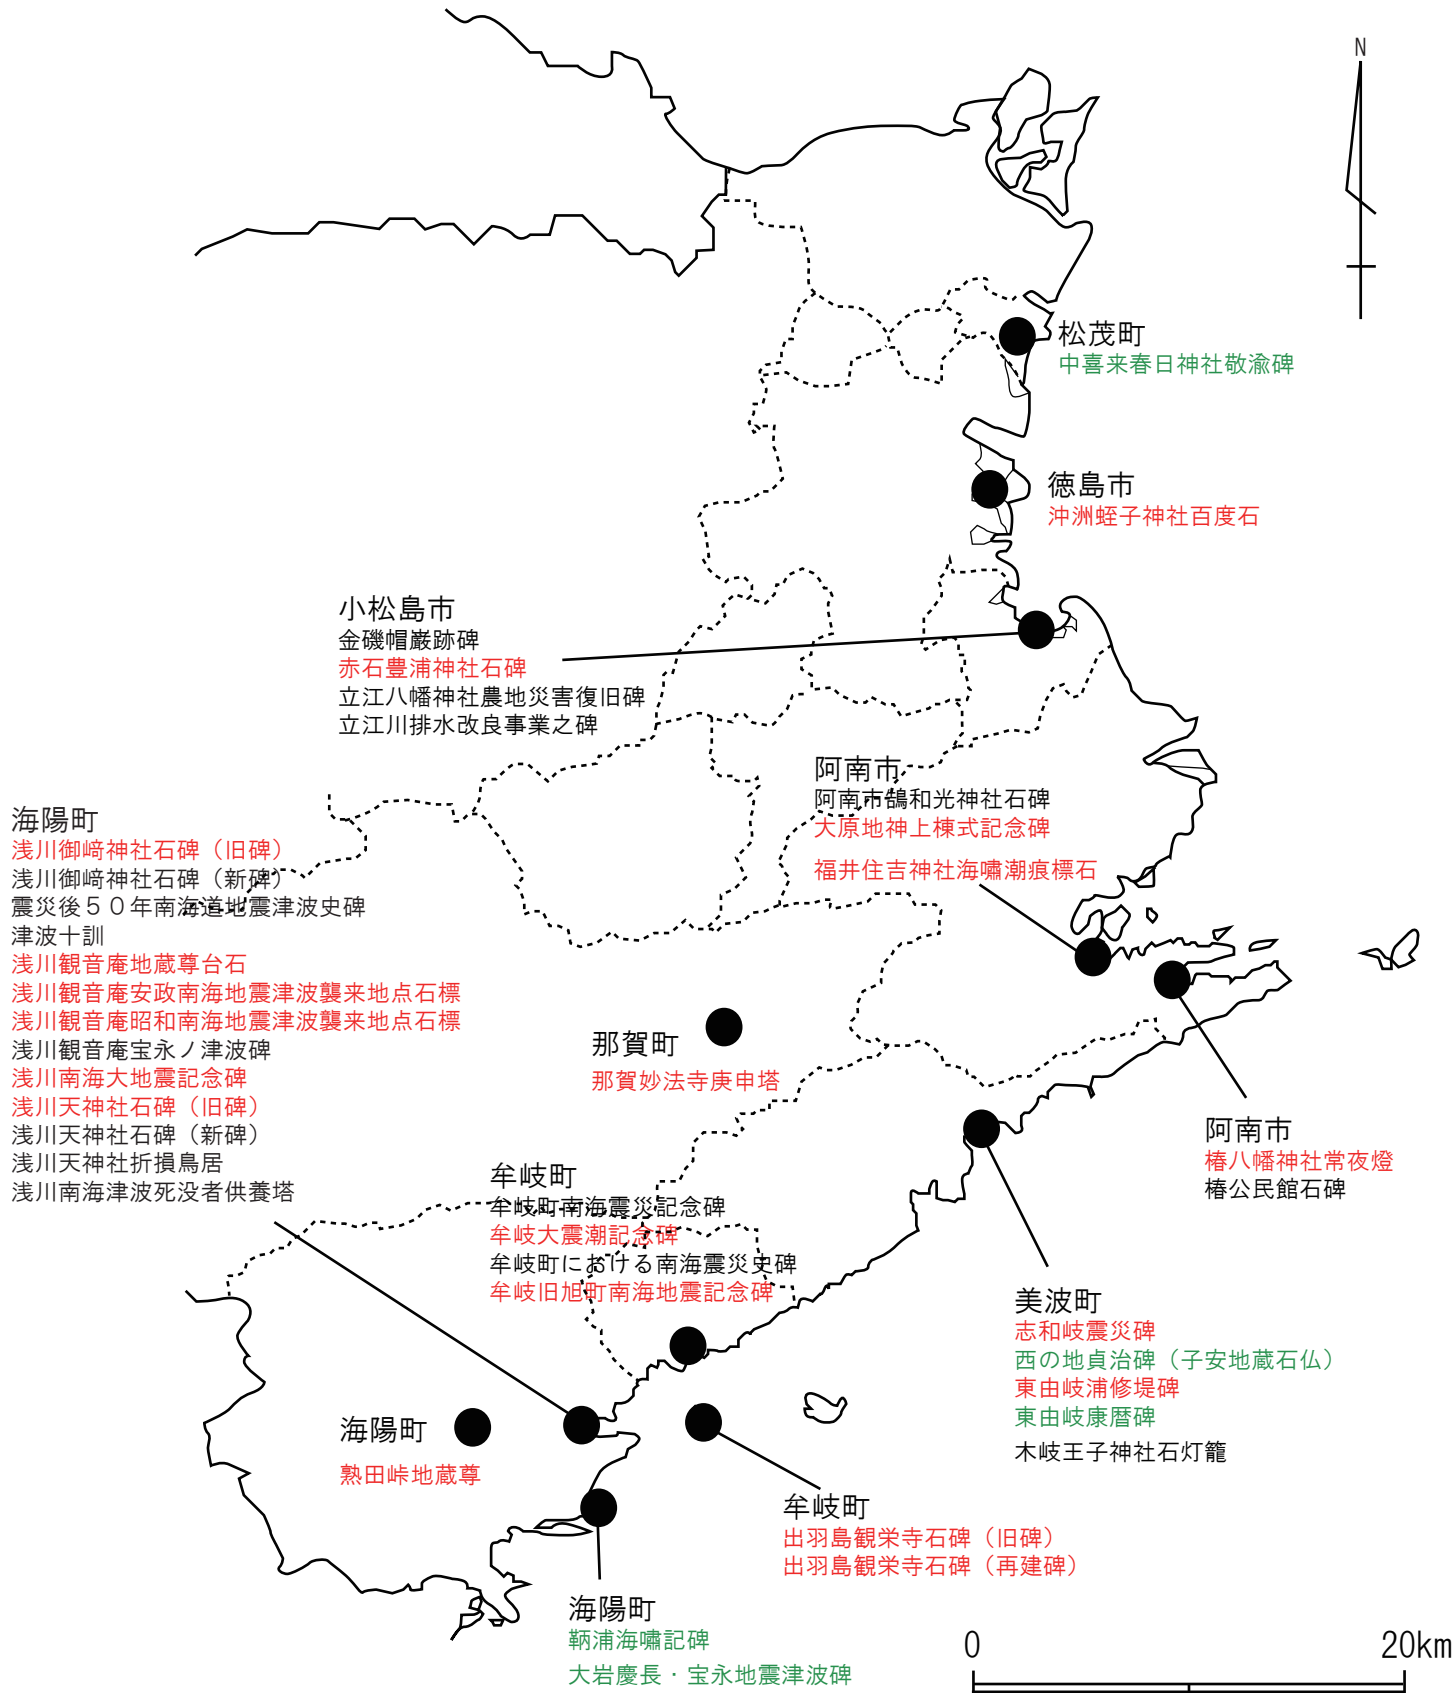 N
松茂町
中喜来春日神社敬渝碑
徳島市
沖洲蛭子神社百度石
小松島市
金磯帽巌跡碑
赤石豊浦神社石碑
立江八幡神社農地災害復旧碑
立江川排水改良事業之碑
阿南市
阿南市鵠和光神社石碑
大原地神上棟式記念碑
福井住吉神社海嘯潮痕標石
海陽町
浅川御﨑神社石碑（旧碑）
浅川御﨑神社石碑（新碑）
震災後５０年南海道地震津波史碑
津波十訓
浅川観音庵地蔵尊台石
浅川観音庵安政南海地震津波襲来地点石標
浅川観音庵昭和南海地震津波襲来地点石標
浅川観音庵宝永ノ津波碑
浅川南海大地震記念碑
浅川天神社石碑（旧碑）
浅川天神社石碑（新碑）
浅川天神社折損鳥居
浅川南海津波死没者供養塔
那賀町
那賀妙法寺庚申塔
阿南市
椿八幡神社常夜燈
椿公民館石碑
牟岐町
牟岐町南海震災記念碑
牟岐大震潮記念碑
牟岐町における南海震災史碑
牟岐旧旭町南海地震記念碑
美波町
志和岐震災碑
西の地貞治碑（子安地蔵石仏）
東由岐浦修堤碑
東由岐康暦碑
木岐王子神社石灯籠
海陽町
熟田峠地蔵尊
牟岐町
出羽島観栄寺石碑（旧碑）
出羽島観栄寺石碑（再建碑）
海陽町
鞆浦海嘯記碑
大岩慶長・宝永地震津波碑
0
20km